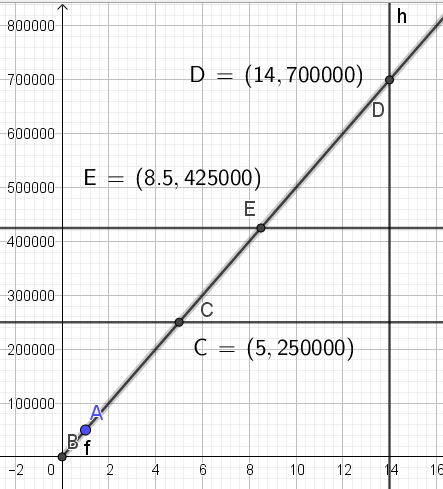 h
800000
D = (14, 700000)
700000
D
600000
E = (8.5, 425000)
500000
E
400000
300000
C
C = (5, 250000)
200000
100000
A
B
f
−2 0 2 4 6 8 10 12 14 16